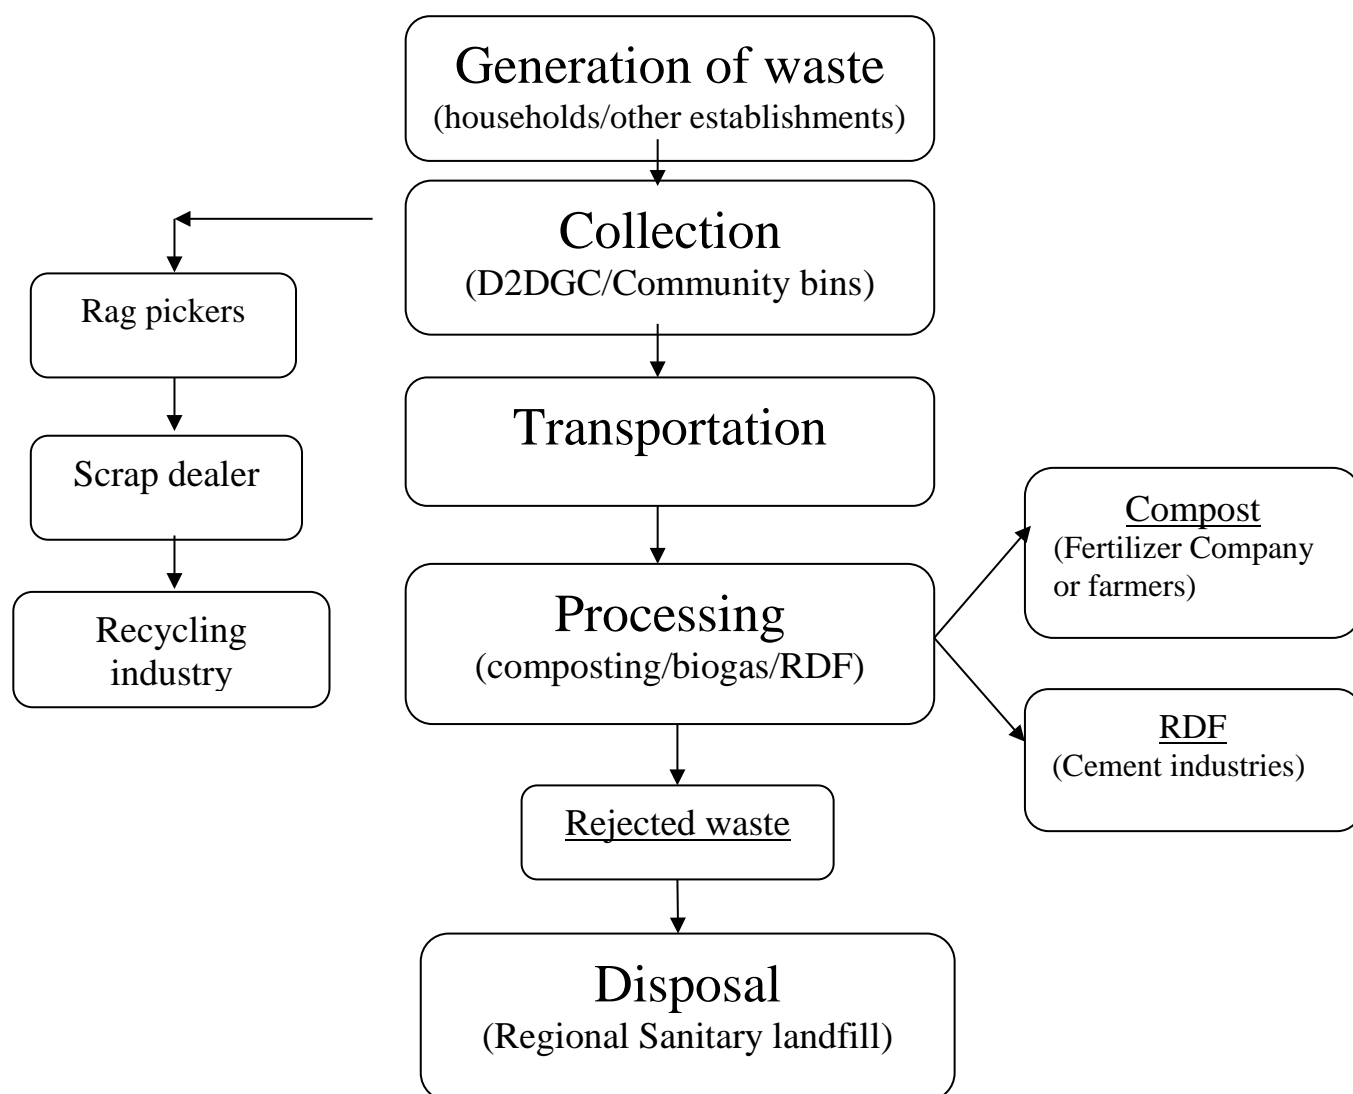 Generation of waste
(households/other establishments)
Collection
(D2DGC/Community bins)
Rag pickers
Transportation
Scrap dealer
Compost
(Fertilizer Company
or farmers)
Processing
(composting/biogas/RDF)
Recycling
industry
RDF
(Cement industries)
Rejected waste
Disposal
(Regional Sanitary landfill)